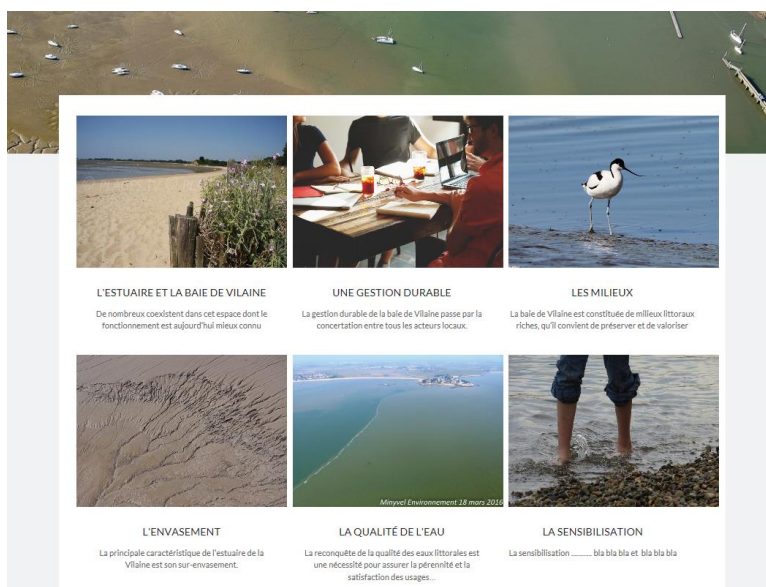 L'ESTUAIRE ET LA BAIE DE VILAINE
De nombreux coexistent dans cet espace dont le
fonctionnement est aujourd'hui mieux connu
UNE GESTION DURABLE
La gestion durable de la baie de Vilaine passe par la
concertation entre tous les acteurs locaux.
LES MILIEUX
La baie de Vilaine est constituée de milieux littoraux
riches, qu'il convient de préserver et de valoriser
Minyvel Environnement 18 mars 2016
L'ENVASEMENT
La principale caractéristique de l'estuaire de la
Vilaine est son sur-envasement.
LA QUALITÉ DE L'EAU
La reconquête de la qualité des eaux littorales est
une nécessité pour assurer la pérennité et la
satisfaction des usages...
LA SENSIBILISATION
La sensibilisation .......... bla bla bla et bla bla bla